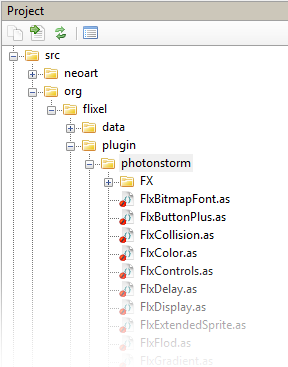 Project
src
neoart
org
flixel
data
plugin
photonstorm
FX
FlxBitmapFont.as
FlxButtonPlus.as
FlxCollision.as
FlxColor.as
FlxControls.as
FlxDelay.as
FlxDisplay.as
FlxExtendedSprite.as
FlxFlod.as
FlxGradient.as